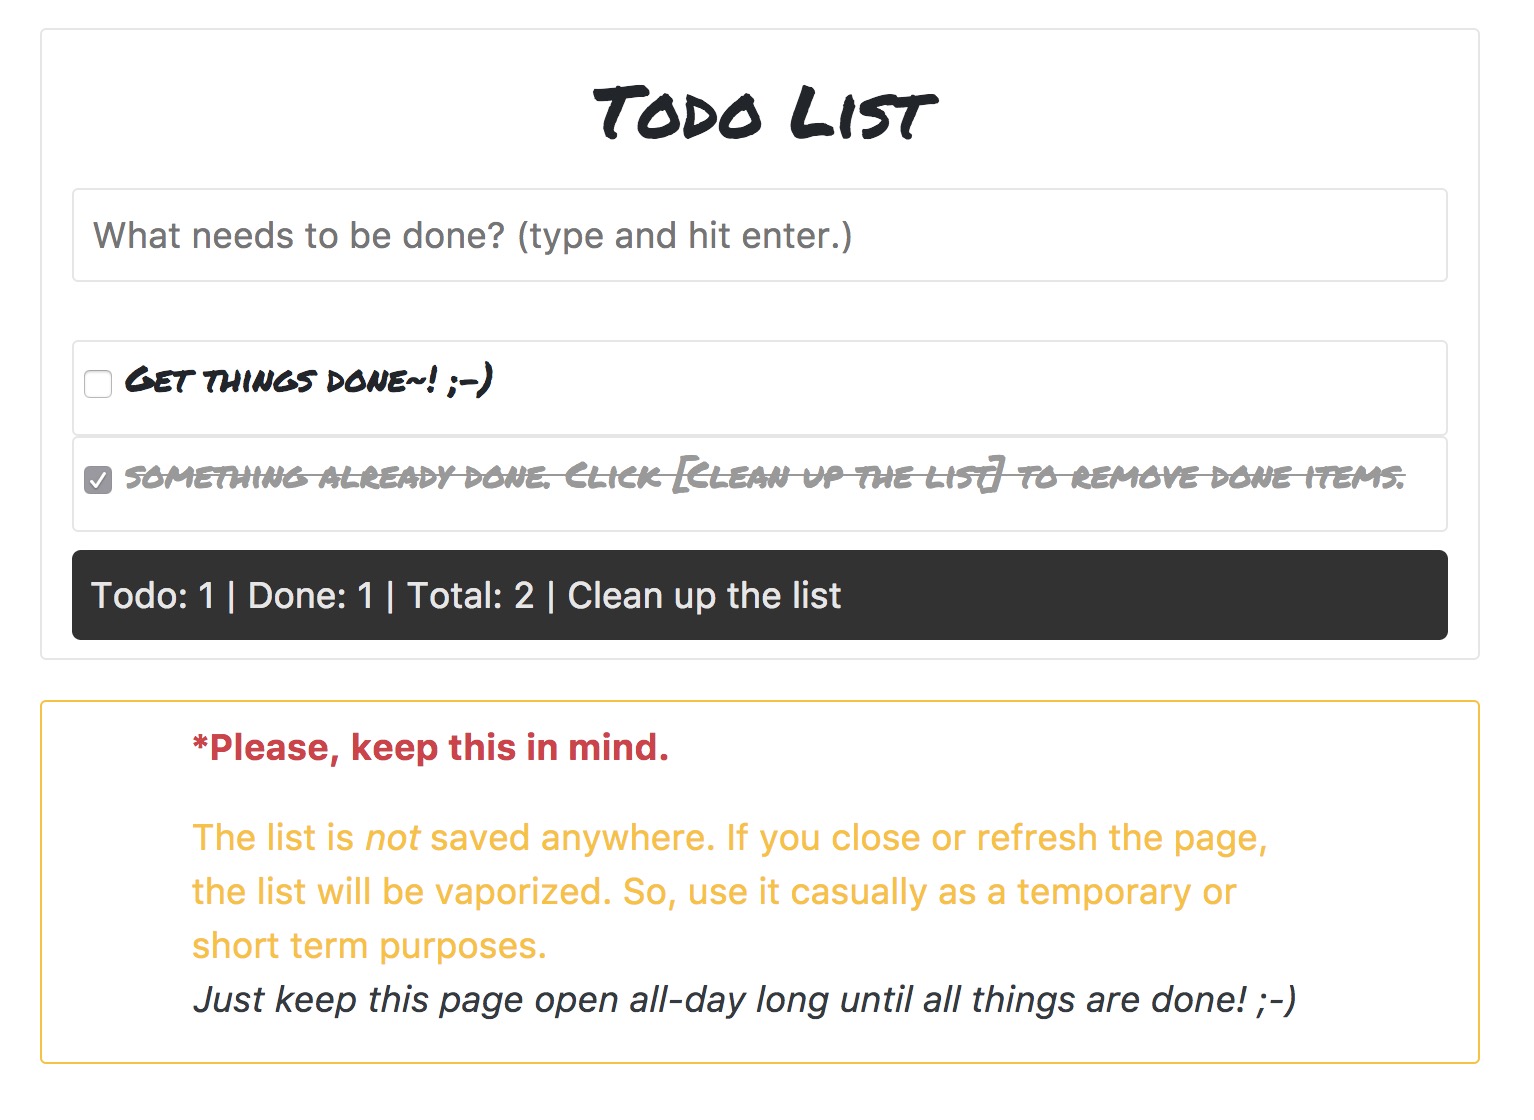 Todo List
What needs to be done? (type and hit enter.)
Get things done~! ;-)
something already done. Click [Clean up the list] to remove done items.
Todo: 1 | Done: 1 | Total: 2 | Clean up the list
*Please, keep this in mind.
The list is not saved anywhere. If you close or refresh the page,
the list will be vaporized. So, use it casually as a temporary or
short term purposes.
Just keep this page open all-day long until all things are done! ;-)